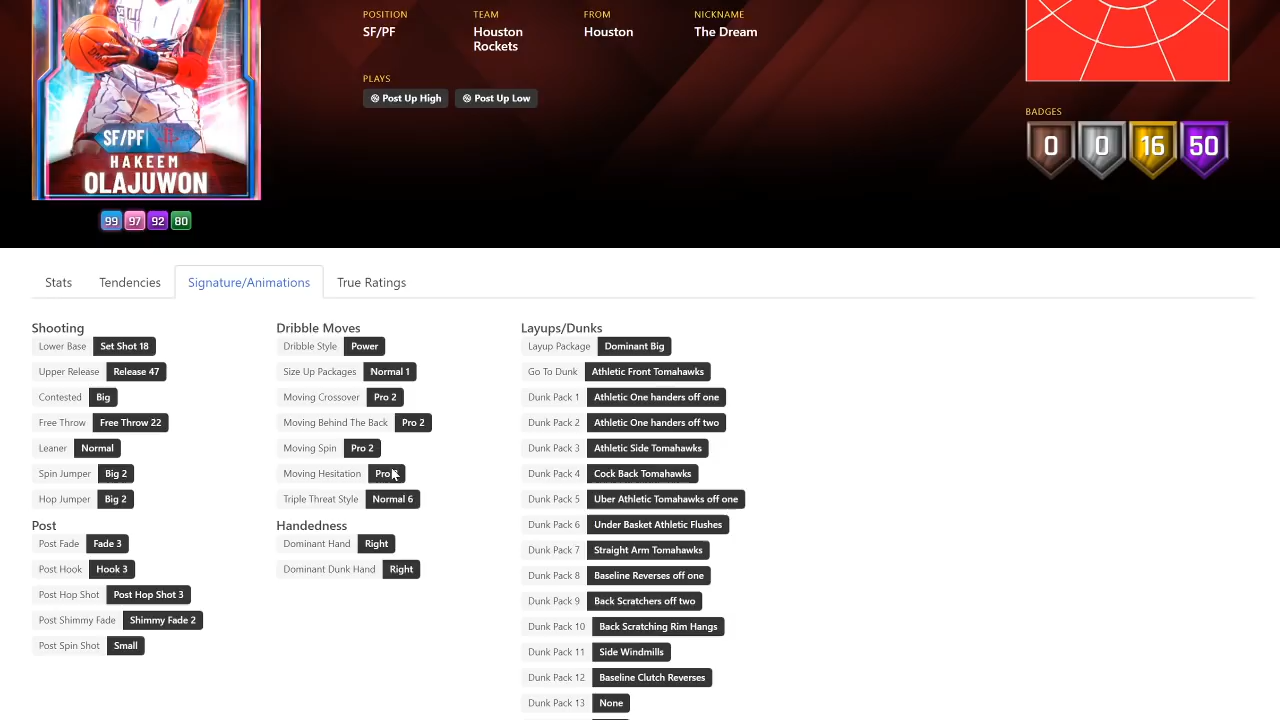 POSITION
SF/PF
TEAM
Houston
Rockets
FROM
Houston
NICKNAME
The Dream
PLAYS
Post Up High
Post Up Low
BADGES
0
0
16
50
SF/PF
HAKEEM
OLAJUWON
99
97
92
80
Stats
Tendencies
Signature/Animations
True Ratings
Shooting
Lower Base Set Shot 18
Upper Release Release 47
Contested Big
Free Throw Free Throw 22
Leaner Normal
Spin Jumper Big 2
Hop Jumper Big 2
Post
Post Fade Fade 3
Post Hook Hook 3
Post Hop Shot Post Hop Shot 3
Post Shimmy Fade Shimmy Fade 2
Post Spin Shot Small
Dribble Moves
Dribble Style Power
Size Up Packages Normal 1
Moving Crossover Pro 2
Moving Behind The Back Pro 2
Moving Spin Pro 2
Moving Hesitation Pro
Triple Threat Style Normal 6
Handedness
Dominant Hand Right
Dominant Dunk Hand Right
Layups/Dunks
Layup Package Dominant Big
Go To Dunk Athletic Front Tomahawks
Dunk Pack 1 Athletic One handers off one
Dunk Pack 2 Athletic One handers off two
Dunk Pack 3 Athletic Side Tomahawks
Dunk Pack 4 Cock Back Tomahawks
Dunk Pack 5 Uber Athletic Tomahawks off one
Dunk Pack 6 Under Basket Athletic Flushes
Dunk Pack 7 Straight Arm Tomahawks
Dunk Pack 8 Baseline Reverses off one
Dunk Pack 9 Back Scratchers off two
Dunk Pack 10 Back Scratching Rim Hangs
Dunk Pack 11 Side Windmills
Dunk Pack 12 Baseline Clutch Reverses
Dunk Pack 13 None